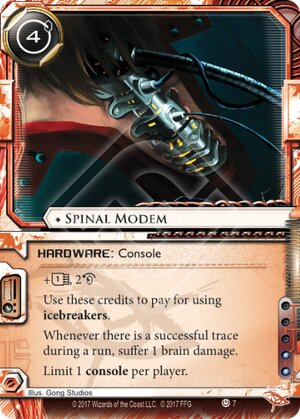 4
♦ Spinal Modem
HARDWARE: Console
+1, 2
Use these credits to pay for using
icebreakers.
Whenever there is a successful trace
during a run, suffer 1 brain damage.
Limit 1 console per player.
Illus. Gong Studios
© 2017 Wizards of the Coast LLC. © 2017 FFG
7